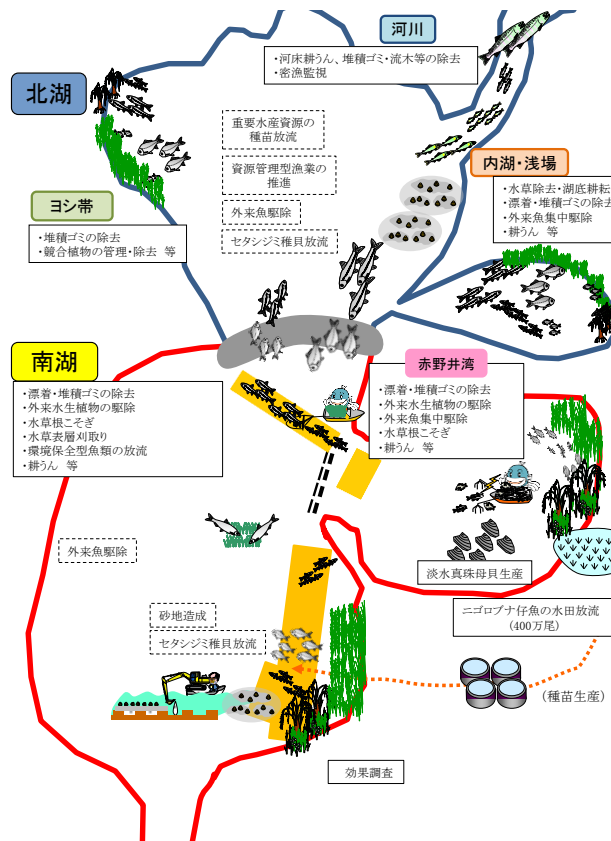 河川
・河床耕うん、堆積ゴミ・流木等の除去
・密漁監視
北湖
重要水産資源の
種苗放流
資源管理型漁業の
推進
外来魚駆除
セタシジミ稚貝放流
内湖・浅場
・水草除去・湖底耕耘
・漂着・堆積ゴミの除去
・外来魚集中駆除
・耕うん 等
ヨシ帯
・堆積ゴミの除去
・競合植物の管理・除去 等
南湖
・漂着・堆積ゴミの除去
・外来水生植物の駆除
・水草根こそぎ
・水草表層刈取り
・環境保全型魚類の放流
・耕うん 等
赤野井湾
・漂着・堆積ゴミの除去
・外来水生植物の駆除
・外来魚集中駆除
・水草根こそぎ
・耕うん 等
外来魚駆除
淡水真珠母貝生産
ニゴロブナ仔魚の水田放流
(400万尾)
砂地造成
セタシジミ稚貝放流
(種苗生産)
効果調査